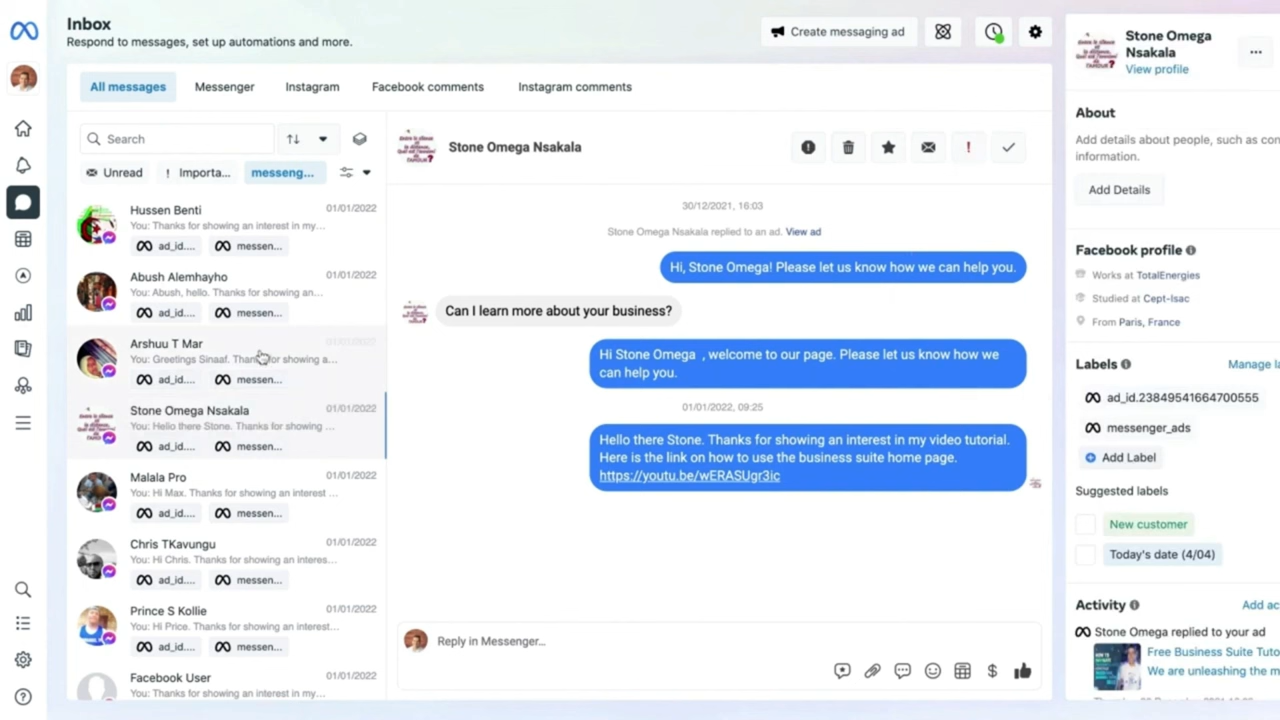 Inbox
Respond to messages, set up automations and more.
Create messaging ad
All messages
Messenger
Instagram
Facebook comments
Instagram comments
Search
Unread
Importa...
messeng...
Hussen Benti
01/01/2022
You: Thanks for showing an interest in my...
ad_id....
messen...
Abush Alemhayho
01/01/2022
You: Abush, hello. Thanks for showing an...
ad_id....
messen...
Arshuu T Mar
You: Greetings Sinaaf. Thanks for showing a...
ad_id....
messen...
Stone Omega Nsakala
01/01/2022
You: Hello there Stone. Thanks for showing ...
ad_id....
messen...
Malala Pro
01/01/2022
You: Hi Max. Thanks for showing an interest ...
ad_id....
messen...
Chris TKavungu
01/01/2022
You: Hi Chris. Thanks for showing an interes...
ad_id....
messen...
Prince S Kollie
01/01/2022
You: Hi Price. Thanks for showing an interest...
ad_id....
messen...
Facebook User
01/01/2022
You: Thanks for showing an interest in my...
Stone Omega Nsakala
30/12/2021, 16:03
Stone Omega Nsakala replied to an ad. View ad
Hi, Stone Omega! Please let us know how we can help you.
Can I learn more about your business?
Hi Stone Omega , welcome to our page. Please let us know how we
can help you.
01/01/2022, 09:25
Hello there Stone. Thanks for showing an interest in my video tutorial.
Here is the link on how to use the business suite home page.
https://youtu.be/wERASUgr3ic
Reply in Messenger...
Stone Omega
Nsakala
View profile
About
Add details about people, such as con
information.
Add Details
Facebook profile
Works at TotalEnergies
Studied at Cept-Isac
From Paris, France
Labels
Manage la
ad_id.23849541664700555
messenger_ads
Add Label
Suggested labels
New customer
Today's date (4/04)
Activity
Add ac
Stone Omega replied to your ad
Free Business Suite Tuto
We are unleashing the m